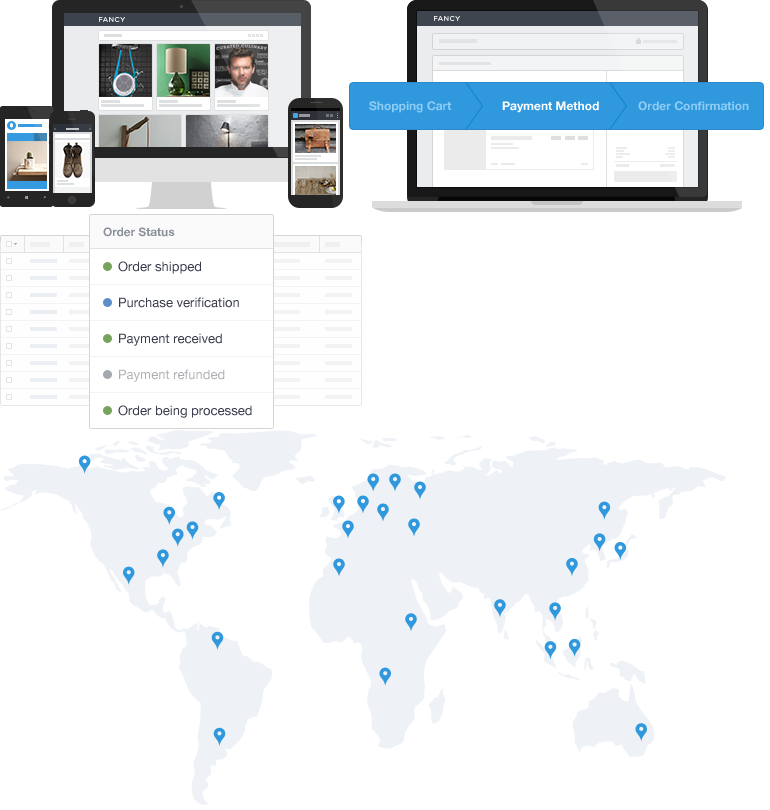 FANCY
CURATED CULINARY
FANCY
Shopping Cart
Payment Method
Order Confirmation
Order Status
Order shipped
Purchase verification
Payment received
Payment refunded
Order being processed